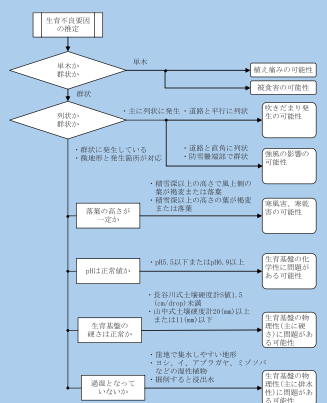 生育不良要因
の推定
単木か
群状か
単木
植え痛みの可能性
被食害の可能性
群状
列状か
群状か
・主に列状に発生
・道路と平行に列状
吹きだまり発
生の可能性
・道路と直角に列状
・防雪柵端部で群状
強風の影響の
可能性
・群状に発生している
・微地形と発生箇所が対応
落葉の高さが
一定か
・積雪深以上の高さで風上側の
葉が褐変または落葉
・積雪深以上の高さの葉が褐変
または落葉
寒風害、寒乾
害の可能性
pHは正常値か
・pH5.5以下またはpH6.9以上
生育基盤の化
学性に問題が
ある可能性
生育基盤の
硬さは正常か
・長谷川式土壌硬度計S値1.5
(cm/drop)未満
・山中式土壌硬度計20(mm)以上
または11(mm)以下
生育基盤の物
理性(主に硬
さ)に問題があ
る可能性
過湿となって
いないか
・窪地で集水しやすい地形
・ヨシ、イ、アブラガヤ、ミゾソバ
などの湿性植物
・掘削すると浸出水
生育基盤の物
理性(主に排水
性)に問題があ
る可能性